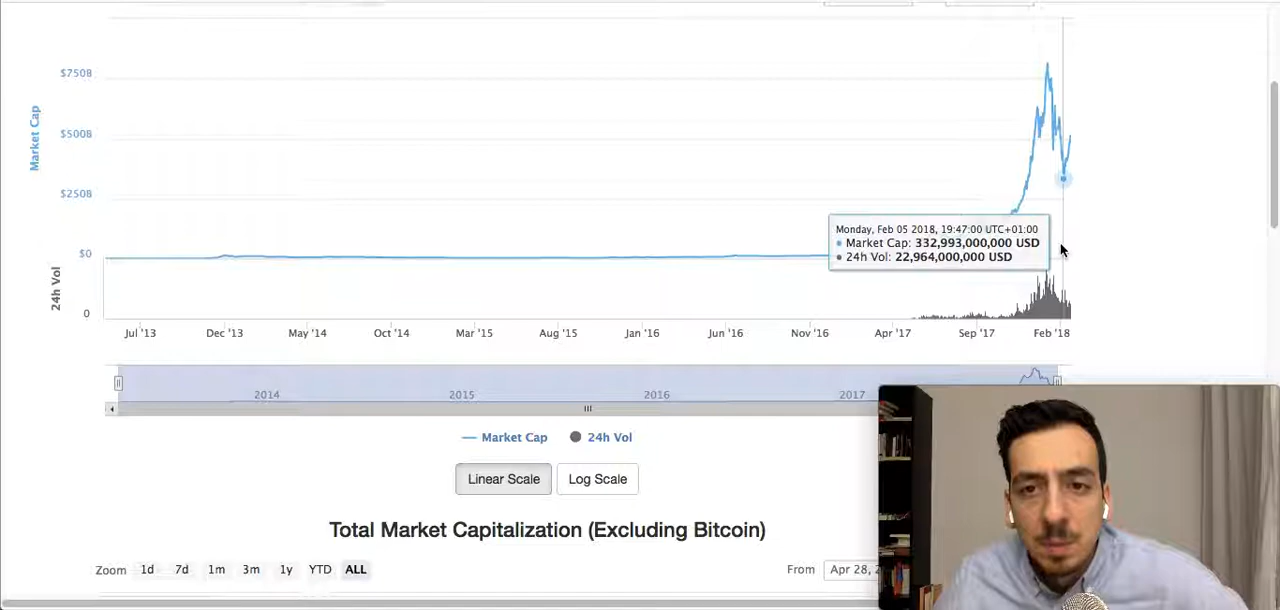 $750B
$500B
$250B
$0
0
Market Cap
24h Vol
Monday, Feb 05 2018, 19:47:00 UTC+01:00
Market Cap: 332,993,000,000 USD
24h Vol: 22,964,000,000 USD
Jul '13 Dec '13 May '14 Oct '14 Mar '15 Aug '15 Jan '16 Jun '16 Nov '16 Apr '17 Sep '17 Feb '18
2014 2015 2016 2017
Market Cap 24h Vol
Linear Scale Log Scale
Total Market Capitalization (Excluding Bitcoin)
Zoom 1d 7d 1m 3m 1y YTD ALL From Apr 28, 2